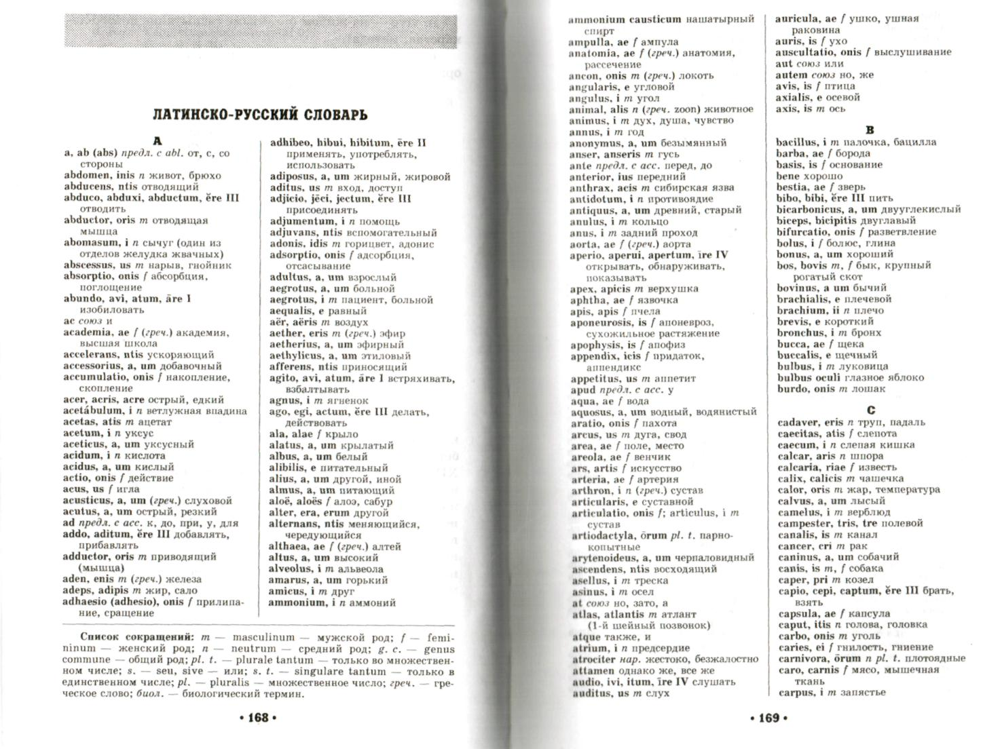 ЛАТИНСКО-РУССКИЙ СЛОВАРЬ
A
a, ab (abs) предл. с abl. от, с, со
стороны
abdomen, inis n живот, брюхо
abducens, ntis отводящий
abduco, abduxi, abductum, ĕre III
отводить
abductor, oris m отводящая
мышца
abomasum, i n сычуг (один из
отделов желудка жвачных)
abscessus, us m нарыв, гнойник
absorptio, onis f абсорбция,
поглощение
abundo, avi, atum, āre I
изобиловать
ac союз и
academia, ae f (греч.) академия,
высшая школа
accelerans, ntis ускоряющий
accessorius, a, um добавочный
accumulatio, onis f накопление,
скопление
acer, acris, acre острый, едкий
acetábulum, i n ветлужная впадина
acetas, atis m ацетат
acetum, i n уксус
aceticus, a, um уксусный
acidum, i n кислота
acidus, a, um кислый
actio, onis f действие
acus, us f игла
acusticus, a, um (греч.) слуховой
acutus, a, um острый, резкий
ad предл. с acc. к, до, при, у, для
addo, aditum, ĕre III добавлять,
прибавлять
adductor, oris m приводящий
(мышца)
aden, enis m (греч.) железа
adeps, adipis m жир, сало
adhaesio (adhesio), onis f прилипа-
ние, сращение
adhibeo, hibui, hibitum, ēre II
применять, употреблять,
использовать
adiposus, a, um жирный, жировой
aditus, us m вход, доступ
adjicio, jēci, jectum, ĕre III
присоединять
adjumentum, i n помощь
adjuvans, ntis вспомогательный
adonis, idis m горицвет, адонис
adsorptio, onis f адсорбция,
отсасывание
adultus, a, um взрослый
aegrotus, a, um больной
aegrotus, i m пациент, больной
aequalis, e равный
aër, aëris m воздух
aether, eris m (греч.) эфир
aetherius, a, um эфирный
aethylicus, a, um этиловый
afferens, ntis приносящий
agito, avi, atum, āre I встряхивать,
взбалтывать
agnus, i m ягненок
ago, egi, actum, ĕre III делать,
действовать
ala, alae f крыло
alatus, a, um крылатый
albus, a, um белый
alibilis, e питательный
alius, a, um другой, иной
almus, a, um питающий
aloë, aloës f алоэ, сабур
alter, era, erum другой
alternans, ntis меняющийся,
чередующийся
althaea, ae f (греч.) алтей
altus, a, um высокий
alveolus, i m альвеола
amarus, a, um горький
amicus, i m друг
ammonium, i n аммоний
Список сокращений: m — masculinum — мужской род; f — femi-
ninum — женский род; n — neutrum — средний род; g. c. — genus
commune — общий род; pl. t. — plurale tantum — только во множествен-
ном числе; s. — seu, sive — или; s. t. — singulare tantum — только в
единственном числе; pl. — pluralis — множественное число; греч. — гре-
ческое слово; биол. — биологический термин.
• 168 •
ammonium causticum нашатырный
спирт
ampulla, ae f ампула
anatomia, ae f (греч.) анатомия,
рассечение
ancon, onis m (греч.) локоть
angularis, e угловой
angulus, i m угол
animal, alis n (греч. zoon) животное
animus, i m дух, душа, чувство
annus, i m год
anonymus, a, um безымянный
anser, anseris m гусь
ante предл. с acc. перед, до
anterior, ius передний
anthrax, acis m сибирская язва
antidotum, i n противоядие
antiquus, a, um древний, старый
anulus, i m кольцо
anus, i m задний проход
aorta, ae f (греч.) аорта
aperio, aperui, apertum, īre IV
открывать, обнаруживать,
показывать
apex, apicis m верхушка
aphtha, ae f язвочка
apis, apis f пчела
aponeurosis, is f апоневроз,
сухожильное растяжение
apophysis, is f апофиз
appendix, icis f придаток,
аппендикс
appetitus, us m аппетит
apud предл. с acc. у
aqua, ae f вода
aquosus, a, um водный, водянистый
aratio, onis f пахота
arcus, us m дуга, свод
area, ae f поле, место
areola, ae f венчик
ars, artis f искусство
arteria, ae f артерия
arthron, i n (греч.) сустав
articularis, e суставной
articulatio, onis f; articulus, i m
сустав
artiodactyla, ōrum pl. t. парно-
копытные
arytenoideus, a, um черпаловидный
ascendens, ntis восходящий
asellus, i m треска
asinus, i m осел
at союз но, зато, а
atlas, atlantis m атлант
(1-й шейный позвонок)
atque также, и
atrium, i n предсердие
atrociter нар. жестоко, безжалостно
attamen однако же, все же
audio, ivi, itum, īre IV слушать
auditus, us m слух
auricula, ae f ушко, ушная
раковина
auris, is f ухо
auscultatio, onis f выслушивание
aut союз или
autem союз но, же
avis, is f птица
axialis, e осевой
axis, is m ось
B
bacillus, i m палочка, бацилла
barba, ae f борода
basis, is f основание
bene хорошо
bestia, ae f зверь
bibo, bibi, ĕre III пить
bicarbonicus, a, um двууглекислый
biceps, bicipitis двуглавый
bifurcatio, onis f разветвление
bolus, i f болюс, глина
bonus, a, um хороший
bos, bovis m, f бык, крупный
рогатый скот
bovinus, a um бычий
brachialis, e плечевой
brachium, ii n плечо
brevis, e короткий
bronchus, i m бронх
bucca, ae f щека
buccalis, e щечный
bulbus, i m луковица
bulbus oculi глазное яблоко
burdo, onis m лошак
C
cadaver, eris n труп, падаль
caecitas, atis f слепота
caecum, i n слепая кишка
calcar, aris n шпора
calcaria, riae f известь
calix, calicis m чашечка
calor, oris m жар, температура
calvus, a, um лысый
camelus, i m верблюд
campester, tris, tre полевой
canalis, is m канал
cancer, cri m рак
caninus, a, um собачий
canis, is m, f собака
caper, pri m козел
capio, cepi, captum, ĕre III брать,
взять
capsula, ae f капсула
caput, itis n голова, головка
carbo, onis m уголь
caries, ei f гнилость, гниение
carnivora, ōrum n pl. t. плотоядные
caro, carnis f мясо, мышечная
ткань
carpus, i m запястье
• 169 •